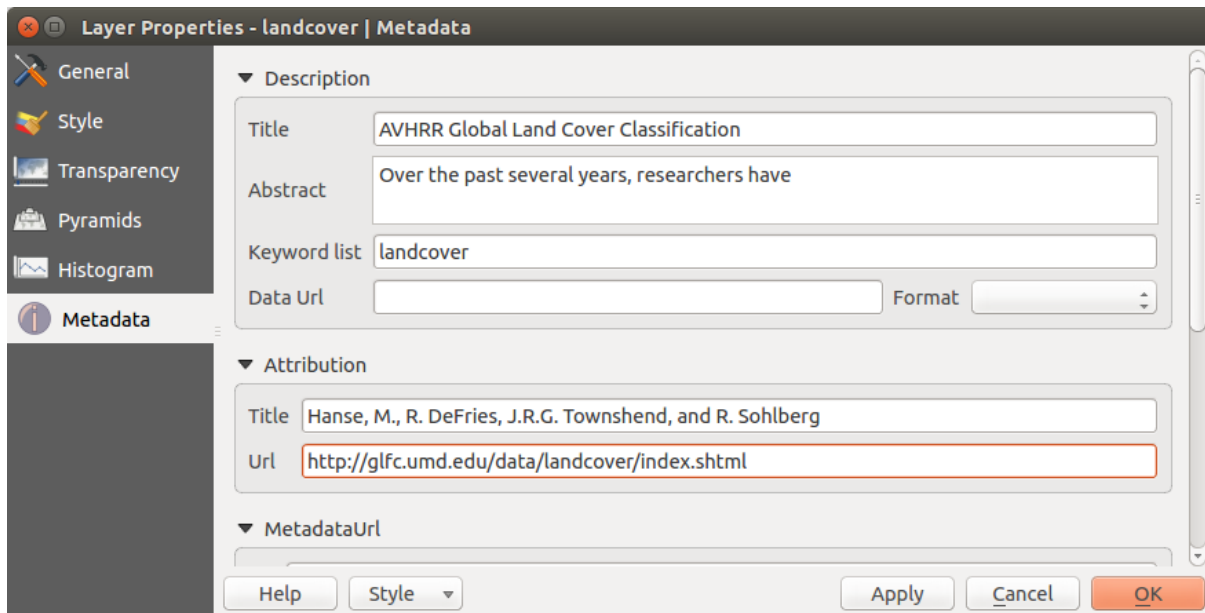 Layer Properties - landcover | Metadata
General
Style
Transparency
Pyramids
Histogram
Metadata
Description
Title AVHRR Global Land Cover Classification
Abstract Over the past several years, researchers have
Keyword list landcover
Data Url Format
Attribution
Title Hanse, M., R. DeFries, J.R.G. Townshend, and R. Sohlberg
Url http://glfc.umd.edu/data/landcover/index.shtml
MetadataUrl
Help Style Apply Cancel OK